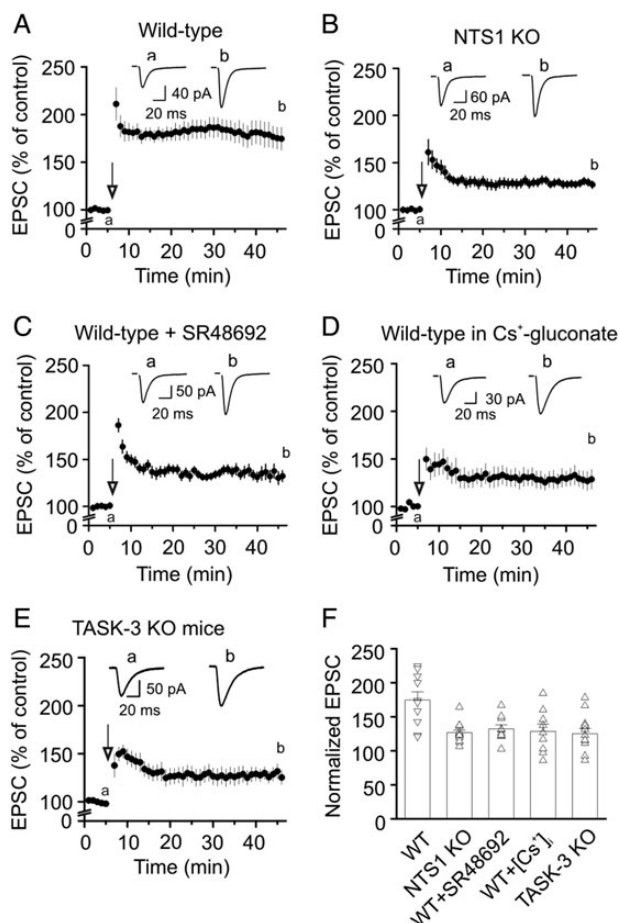 A
Wild-type
EPSC (% of control)
250
200
150
100
0
a
b
40 pA
20 ms
b
a
0 10 20 30 40
Time (min)
B
NTS1 KO
EPSC (% of control)
250
200
150
100
0
a
b
60 pA
20 ms
b
a
0 10 20 30 40
Time (min)
C
Wild-type + SR48692
EPSC (% of control)
250
200
150
100
0
a
b
50 pA
20 ms
b
a
0 10 20 30 40
Time (min)
D
Wild-type in Cs⁺-gluconate
EPSC (% of control)
250
200
150
100
0
a
b
30 pA
20 ms
b
a
0 10 20 30 40
Time (min)
E
TASK-3 KO mice
EPSC (% of control)
250
200
150
100
0
a
b
50 pA
20 ms
b
a
0 10 20 30 40
Time (min)
F
Normalized EPSC
250
200
150
100
50
0
WT
NTS1 KO
WT+SR48692
WT+[Cs⁺]ᵢ
TASK-3 KO